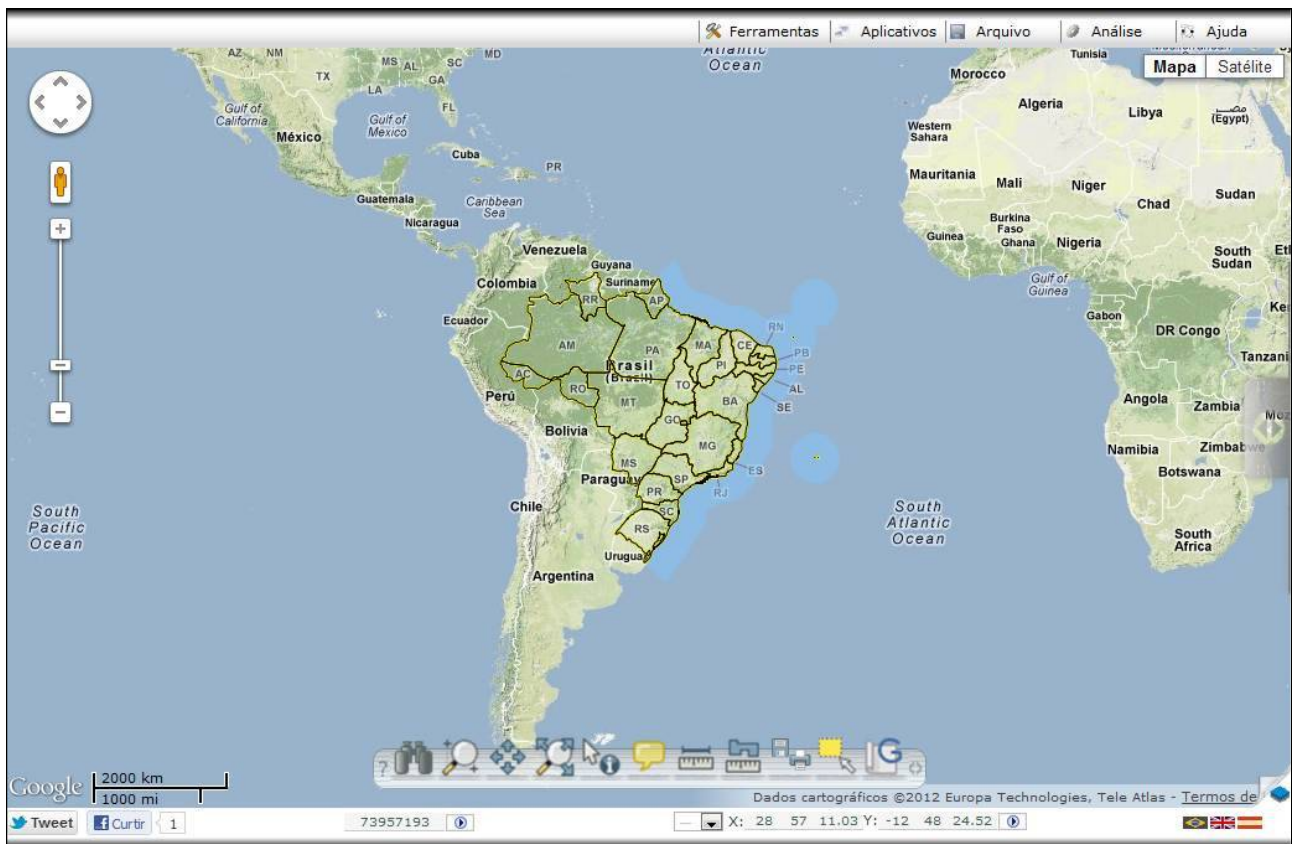 Ferramentas Aplicativos Arquivo Análise Ajuda
Mapa Satélite
AZ NM MS AL SC MD
TX LA GA
FL
Atlantic
Ocean
Morocco
Tunisia
Algeria
Libya
(Egypt)
Gulf of
California
México
Gulf of
Mexico
Western
Sahara
Cuba
PR
Mauritania
Mali
Niger
Chad
Sudan
Guatemala
Caribbean
Sea
Nicaragua
Burkina
Faso
Guinea
Ghana
Nigeria
South
Sudan
Venezuela
Guyana
Suriname
Colombia
Gulf of
Guinea
Gabon
Ecuador
RR AP
RN
DR Congo
AM PA MA CE
PB
PE
Brasil
(Brazil)
PI
Tanzani
AC
RO
TO
AL
Perú
MT
BA
SE
Angola
Zambia
GO
Bolivia
MG
Namibia
Zimbabwe
Botswana
MS
ES
Paraguay
SP
PR
RJ
South
Pacific
Ocean
Chile
SC
RS
South
Atlantic
Ocean
Urugua
South
Africa
Argentina
?
G
Google
2000 km
1000 mi
Dados cartográficos ©2012 Europa Technologies, Tele Atlas - Termos de
Tweet Curtir 1 73957193 X: 28 57 11.03 Y: -12 48 24.52